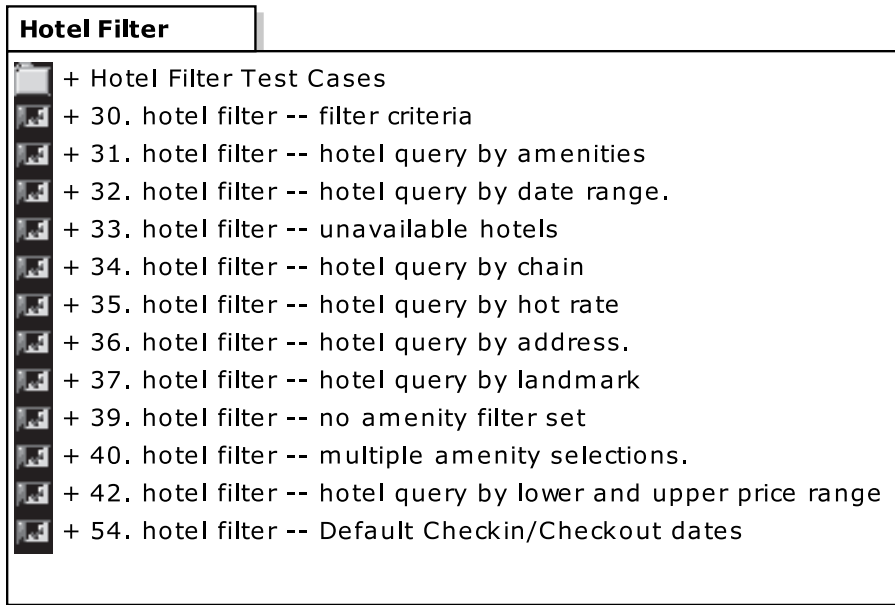 Hotel Filter
+ Hotel Filter Test Cases
+ 30. hotel filter -- filter criteria
+ 31. hotel filter -- hotel query by amenities
+ 32. hotel filter -- hotel query by date range.
+ 33. hotel filter -- unavailable hotels
+ 34. hotel filter -- hotel query by chain
+ 35. hotel filter -- hotel query by hot rate
+ 36. hotel filter -- hotel query by address.
+ 37. hotel filter -- hotel query by landmark
+ 39. hotel filter -- no amenity filter set
+ 40. hotel filter -- multiple amenity selections.
+ 42. hotel filter -- hotel query by lower and upper price range
+ 54. hotel filter -- Default Checkin/Checkout dates